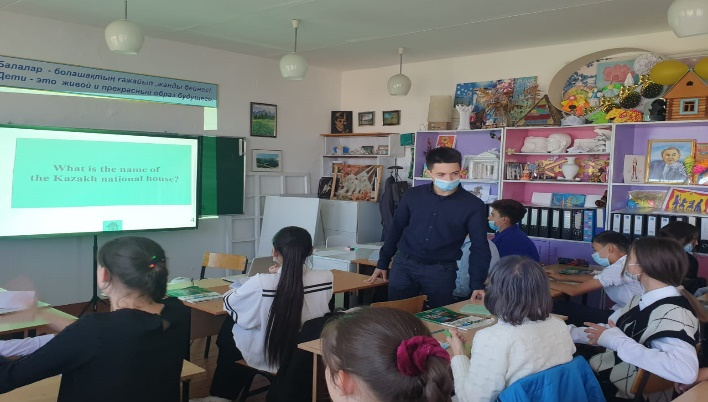 Балалар - болашақтың ғажайып жанды бейнесі!
Дети - это живой и прекрасный образ будущего!
What is the name of
the Kazakh national house?